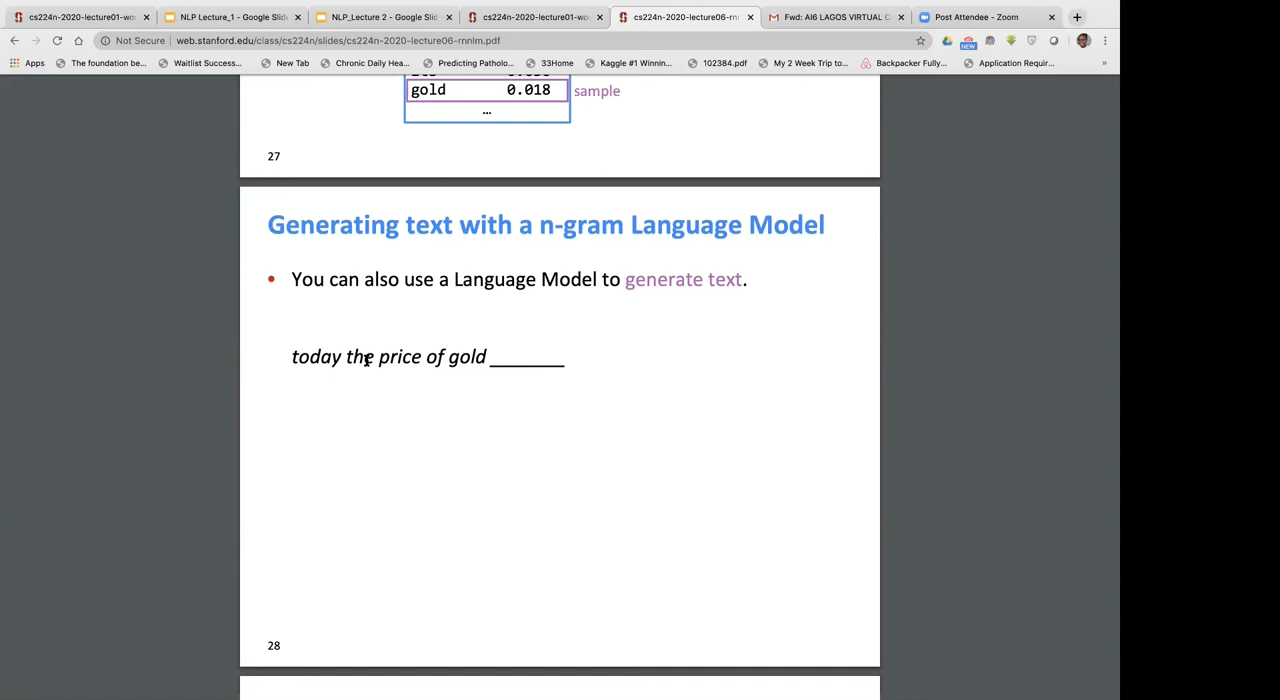 cs224n-2020-lecture01-wo
NLP Lecture_1 - Google Slid
NLP_Lecture 2 - Google Slid
cs224n-2020-lecture01-wo
cs224n-2020-lecture06-rn
Fwd: AI6 LAGOS VIRTUAL C
Post Attendee - Zoom
Not Secure
web.stanford.edu/class/cs224n/slides/cs224n-2020-lecture06-rnnlm.pdf
NEW
Apps
The foundation be...
Waitlist Success...
New Tab
Chronic Daily Hea...
Predicting Patholo...
33Home
Kaggle #1 Winnin...
102384.pdf
My 2 Week Trip to...
Backpacker Fully...
Application Requir...
»
gold 0.018 sample
...
27
Generating text with a n-gram Language Model
• You can also use a Language Model to generate text.
today the price of gold _______
28